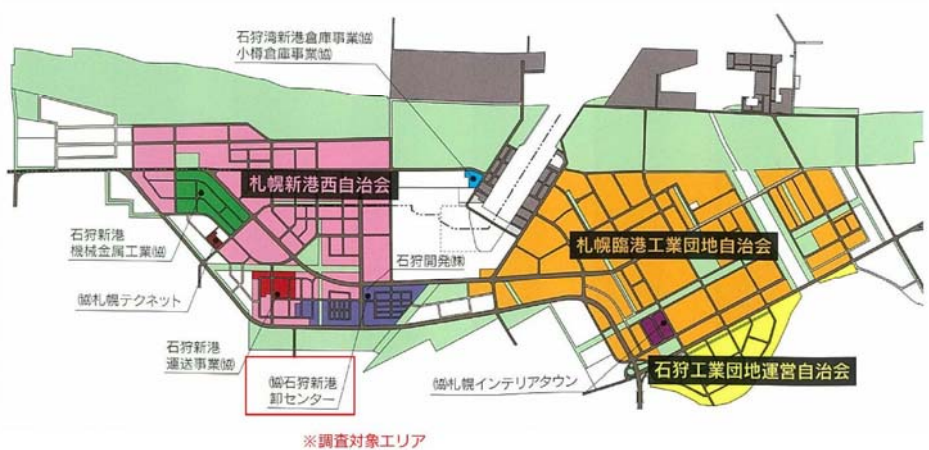 石狩湾新港倉庫事業㈿
小樽倉庫事業㈿
札幌新港西自治会
札幌臨港工業団地自治会
石狩新港
機械金属工業㈿
石狩開発㈱
㈿札幌テクネット
石狩新港
運送事業㈿
㈿石狩新港
卸センター
㈿札幌インテリアタウン
石狩工業団地運営自治会
※調査対象エリア